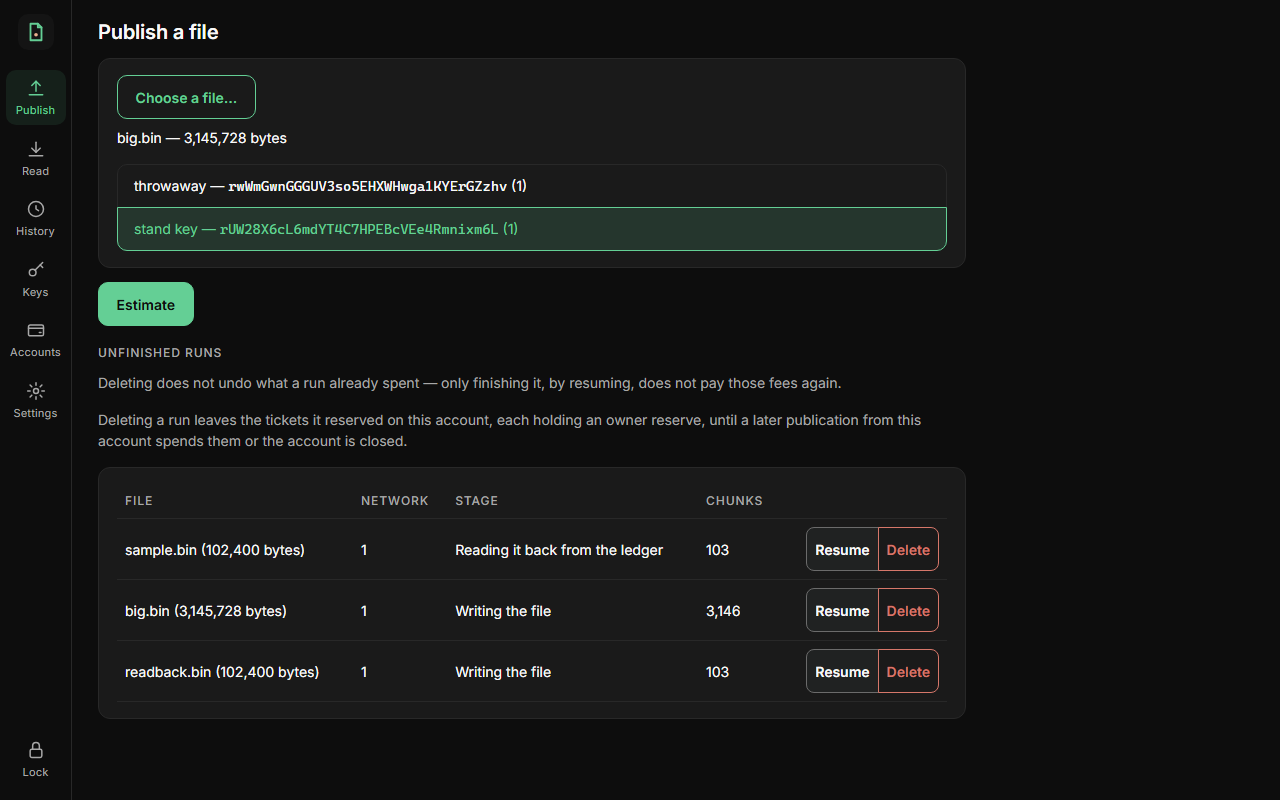 Publish a file
Publish
Read
History
Keys
Accounts
Settings
Lock
Choose a file…
big.bin — 3,145,728 bytes
throwaway — rwWmGwnGGGUV3so5EHXWHwga1KYErGZzhv (1)
stand key — rUW28X6cL6mdYT4C7HPEBcVEe4Rmnixm6L (1)
Estimate
UNFINISHED RUNS
Deleting does not undo what a run already spent — only finishing it, by resuming, does not pay those fees again.
Deleting a run leaves the tickets it reserved on this account, each holding an owner reserve, until a later publication from this
account spends them or the account is closed.
FILE NETWORK STAGE CHUNKS
sample.bin (102,400 bytes) 1 Reading it back from the ledger 103 Resume Delete
big.bin (3,145,728 bytes) 1 Writing the file 3,146 Resume Delete
readback.bin (102,400 bytes) 1 Writing the file 103 Resume Delete